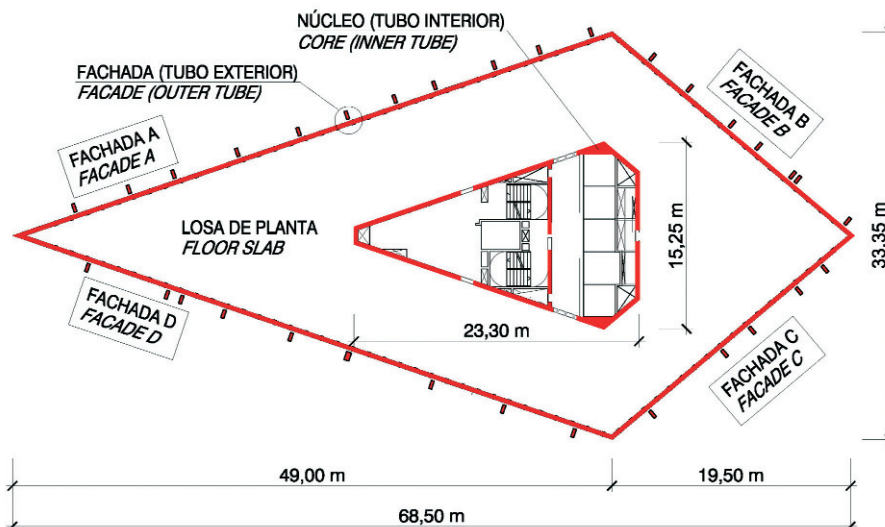 NÚCLEO (TUBO INTERIOR)
CORE (INNER TUBE)
FACHADA (TUBO EXTERIOR)
FACADE (OUTER TUBE)
FACHADA A
FACADE A
FACHADA B
FACADE B
LOSA DE PLANTA
FLOOR SLAB
15,25 m
33,35 m
FACHADA D
FACADE D
23,30 m
FACHADA C
FACADE C
49,00 m
19,50 m
68,50 m